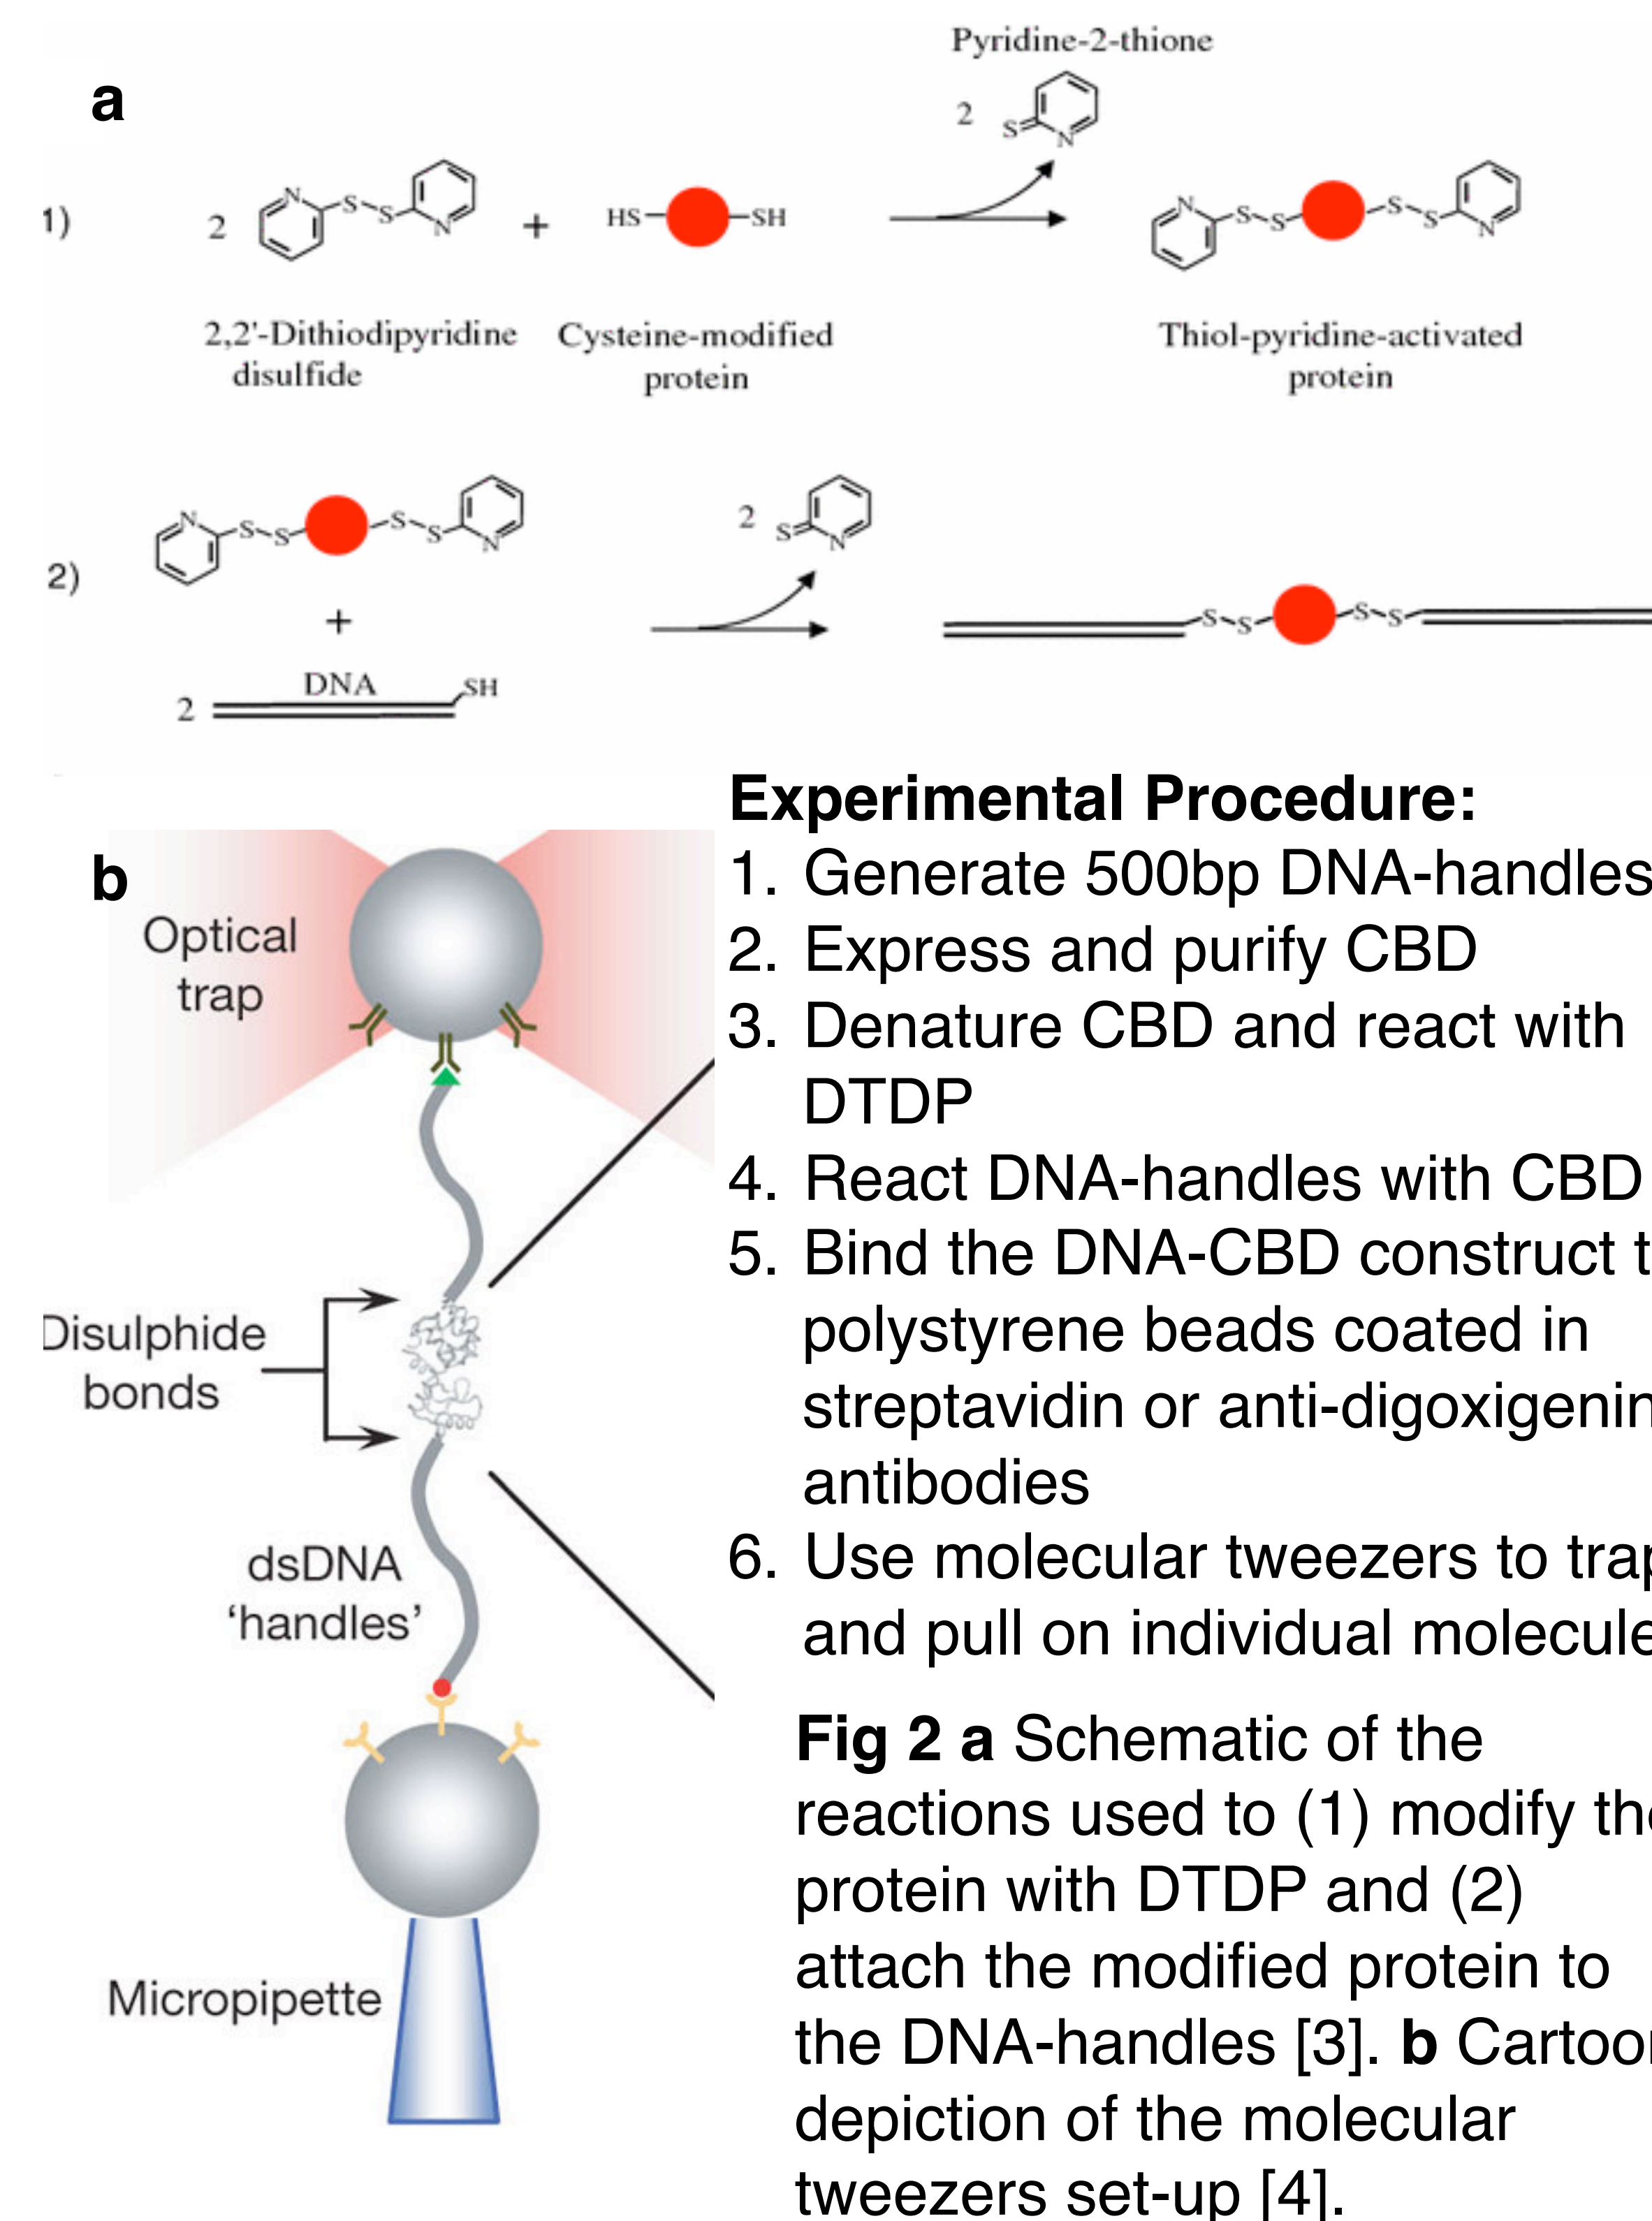 a
Pyridine-2-thione
2 S N
1)
2 N S S N + HS SH N S S S S N
2,2'-Dithiodipyridine
disulfide
Cysteine-modified
protein
Thiol-pyridine-activated
protein
2)
N S S S S N
2 S N
+
S S S S
2 DNA SH
b
Optical
trap
Disulphide
bonds
dsDNA
‘handles’
Micropipette
Experimental Procedure:
1. Generate 500bp DNA-handles
2. Express and purify CBD
3. Denature CBD and react with
DTDP
4. React DNA-handles with CBD
5. Bind the DNA-CBD construct t
polystyrene beads coated in
streptavidin or anti-digoxigenin
antibodies
6. Use molecular tweezers to trap
and pull on individual molecule
Fig 2 a Schematic of the
reactions used to (1) modify the
protein with DTDP and (2)
attach the modified protein to
the DNA-handles [3]. b Cartoon
depiction of the molecular
tweezers set-up [4].